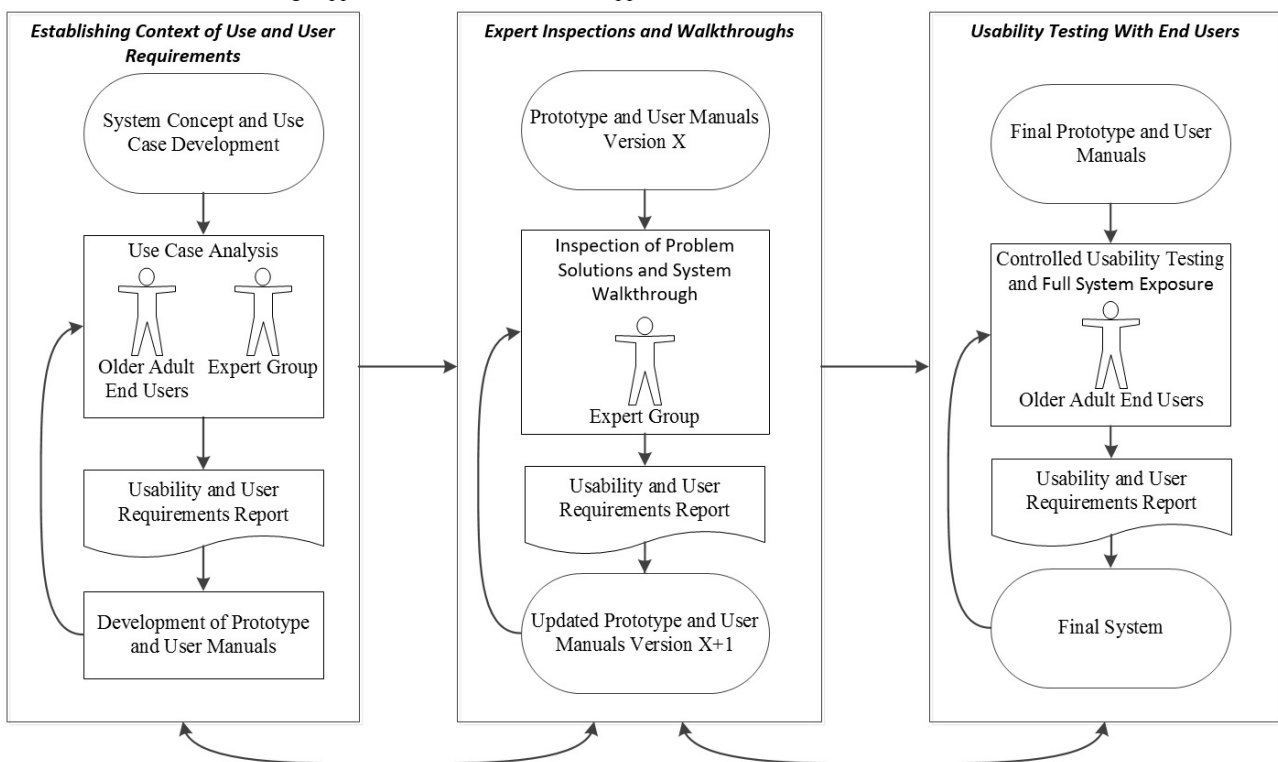 Establishing Context of Use and User
Requirements
System Concept and Use
Case Development
Use Case Analysis
Older Adult
End Users
Expert Group
Usability and User
Requirements Report
Development of Prototype
and User Manuals
Expert Inspections and Walkthroughs
Prototype and User Manuals
Version X
Inspection of Problem
Solutions and System
Walkthrough
Expert Group
Usability and User
Requirements Report
Updated Prototype and User
Manuals Version X+1
Usability Testing With End Users
Final Prototype and User
Manuals
Controlled Usability Testing
and Full System Exposure
Older Adult End Users
Usability and User
Requirements Report
Final System